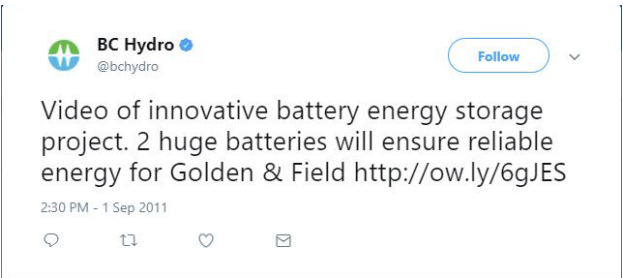 BC Hydro
@bchydro
Follow
Video of innovative battery energy storage
project. 2 huge batteries will ensure reliable
energy for Golden & Field http://ow.ly/6gJES
2:30 PM - 1 Sep 2011